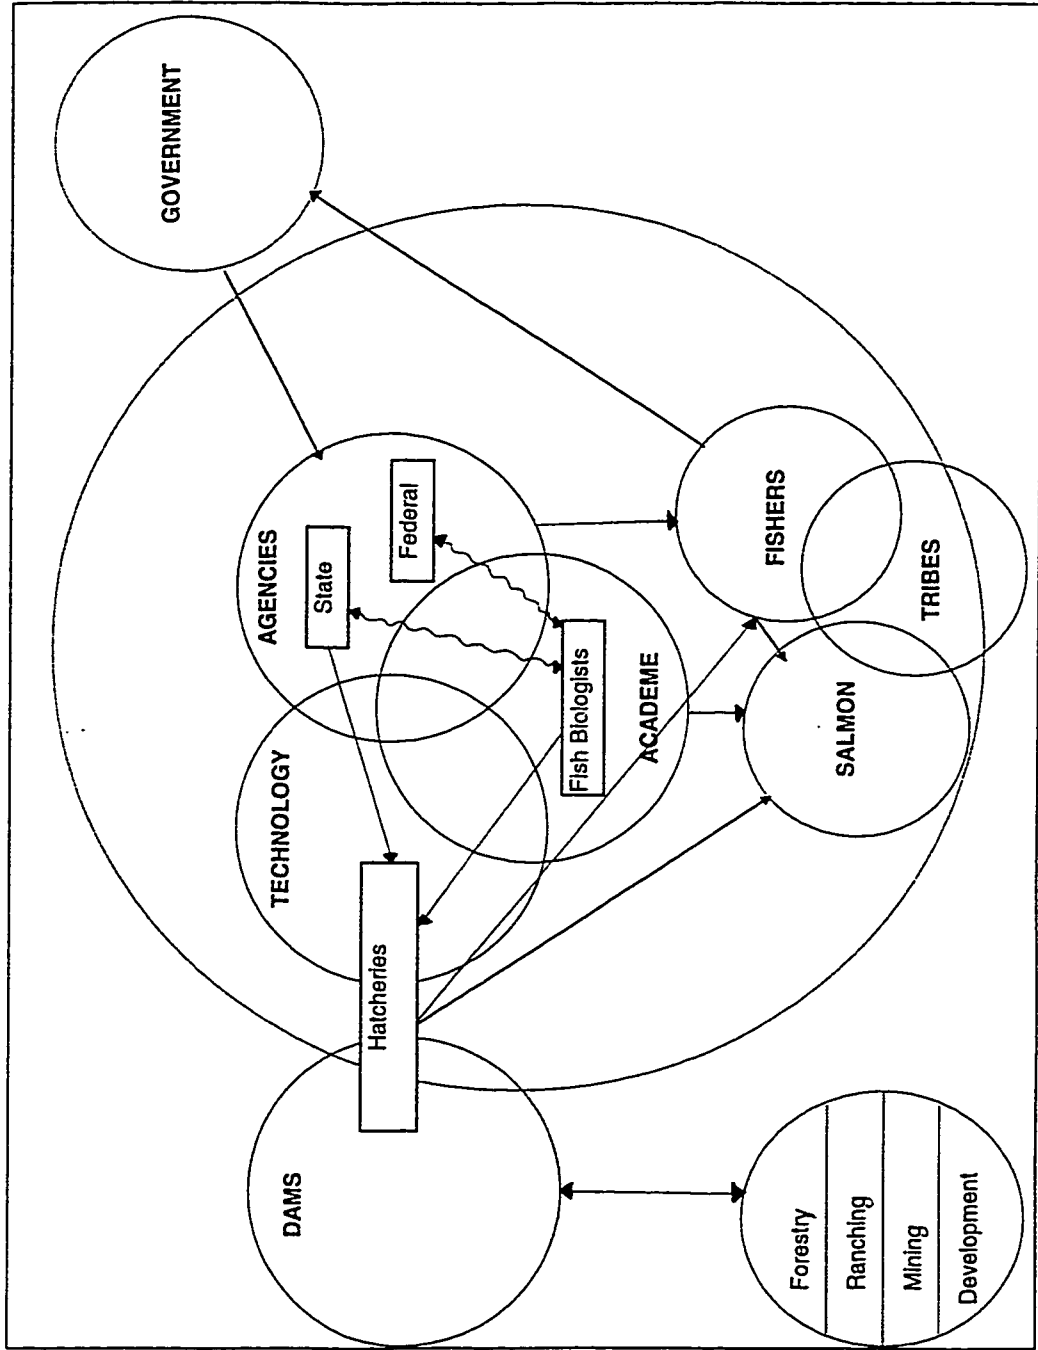 GOVERNMENT
AGENCIES
State
Federal
TECHNOLOGY
Hatcheries
DAMS
Fish Biologists
ACADEME
FISHERS
TRIBES
SALMON
Forestry
Ranching
Mining
Development